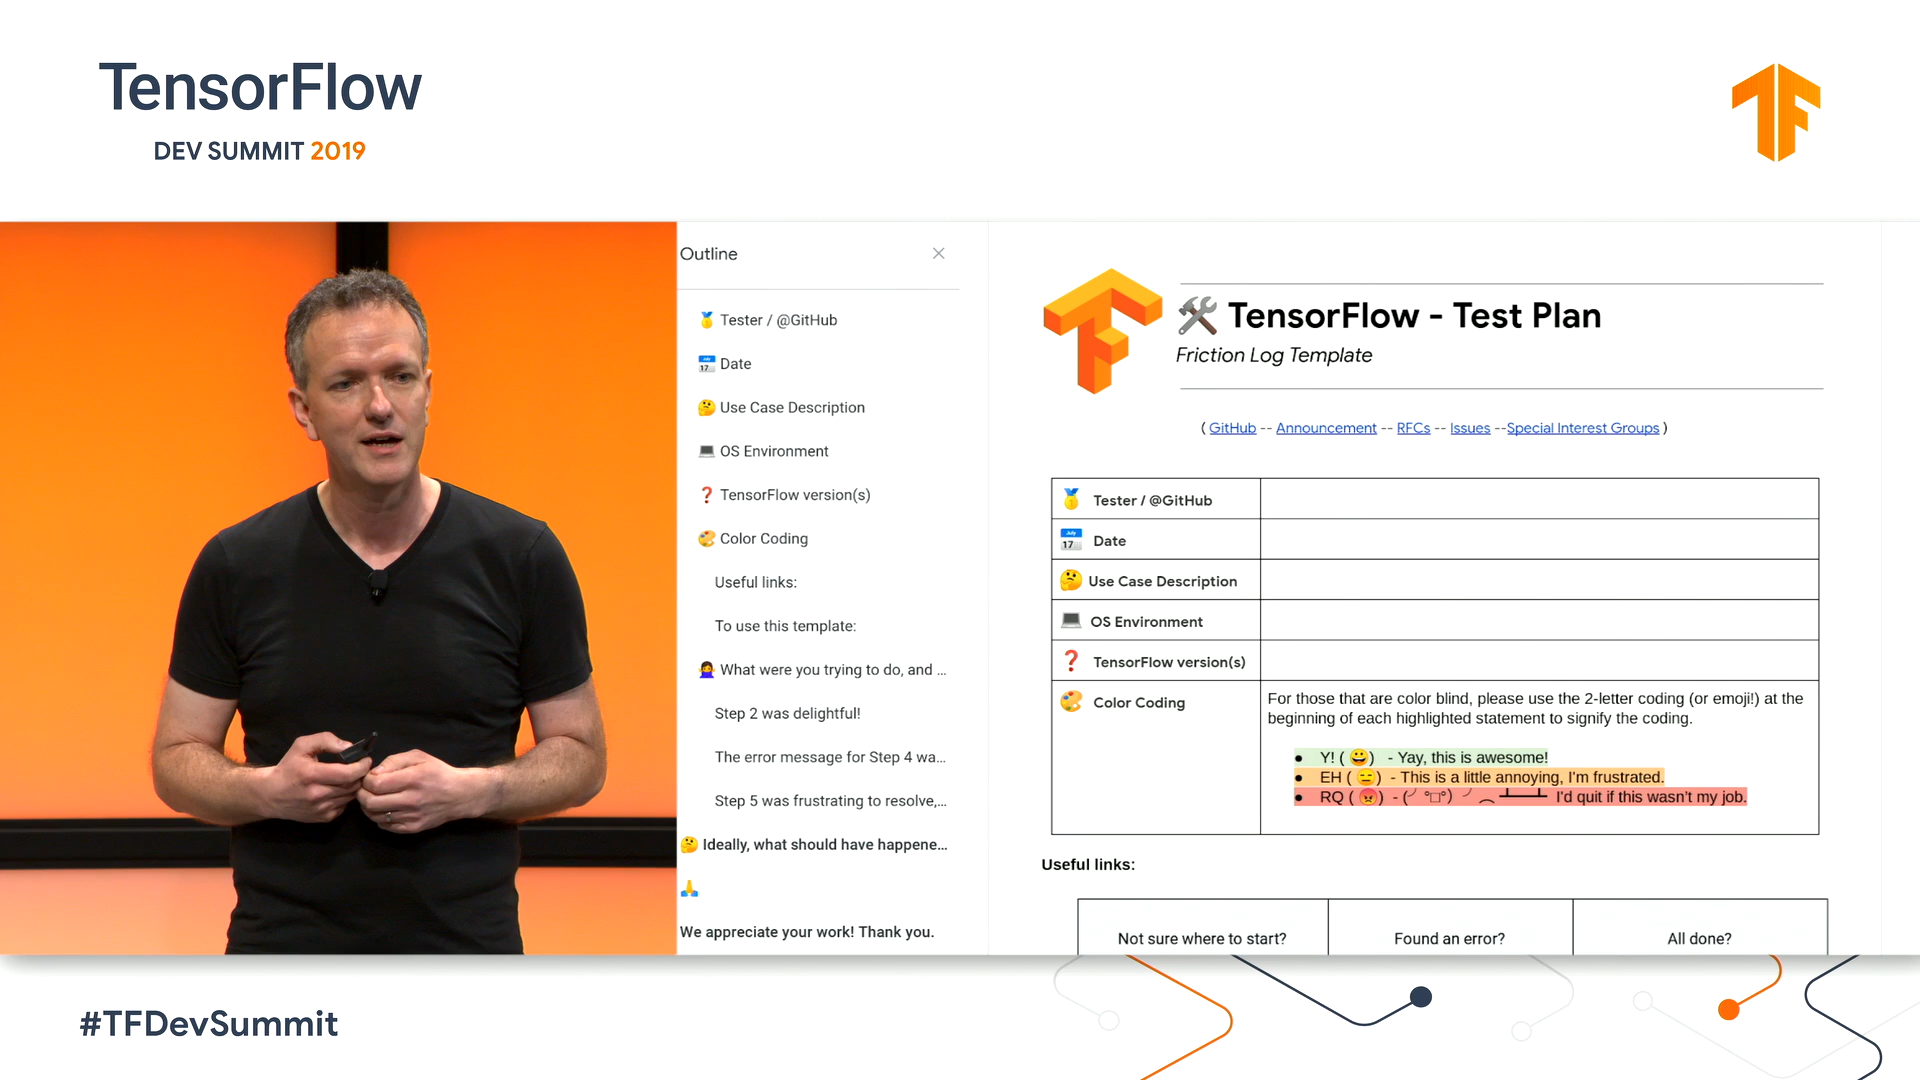 TensorFlow
DEV SUMMIT 2019
Outline
Tester / @GitHub
Date
Use Case Description
OS Environment
❓ TensorFlow version(s)
Color Coding
Useful links:
To use this template:
What were you trying to do, and ...
Step 2 was delightful!
The error message for Step 4 wa...
Step 5 was frustrating to resolve,...
Ideally, what should have happene...
We appreciate your work! Thank you.
TensorFlow - Test Plan
Friction Log Template
( GitHub -- Announcement -- RFCs -- Issues --Special Interest Groups )
Tester / @GitHub
Date
Use Case Description
OS Environment
❓ TensorFlow version(s)
Color Coding
For those that are color blind, please use the 2-letter coding (or emoji!) at the
beginning of each highlighted statement to signify the coding.
● Y! ( 😀) - Yay, this is awesome!
● EH ( 😑) - This is a little annoying, I'm frustrated.
● RQ ( 😡) - (╯°□°)╯︵ ┻━┻ I'd quit if this wasn't my job.
Useful links:
Not sure where to start?
Found an error?
All done?
#TFDevSummit